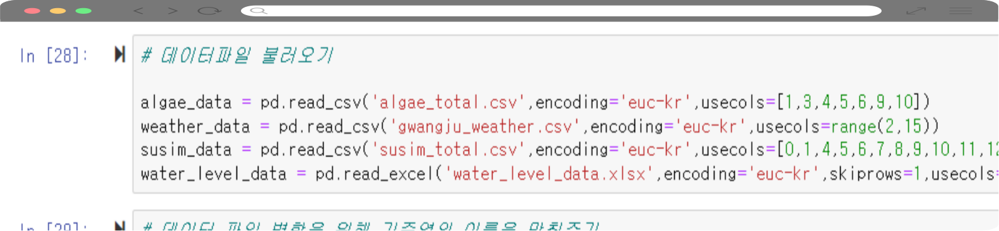 In [28]:
# 데이터파일 불러오기
algae_data = pd.read_csv('algae_total.csv',encoding='euc-kr',usecols=[1,3,4,5,6,9,10])
weather_data = pd.read_csv('gwangju_weather.csv',encoding='euc-kr',usecols=range(2,15))
susim_data = pd.read_csv('susim_total.csv',encoding='euc-kr',usecols=[0,1,4,5,6,7,8,9,10,11,12
water_level_data = pd.read_excel('water_level_data.xlsx',encoding='euc-kr',skiprows=1,usecols=
In [29]:
# 데이터 파일 병합을 위해 기준열의 이름을 맞춰주기